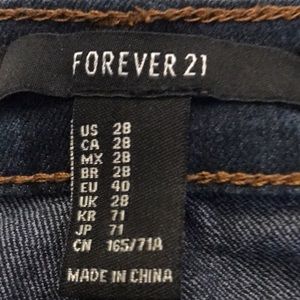 FOREVER 21
US 28
CA 28
MX 28
BR 28
EU 40
UK 28
KR 71
JP 71
CN 165/71A
MADE IN CHINA